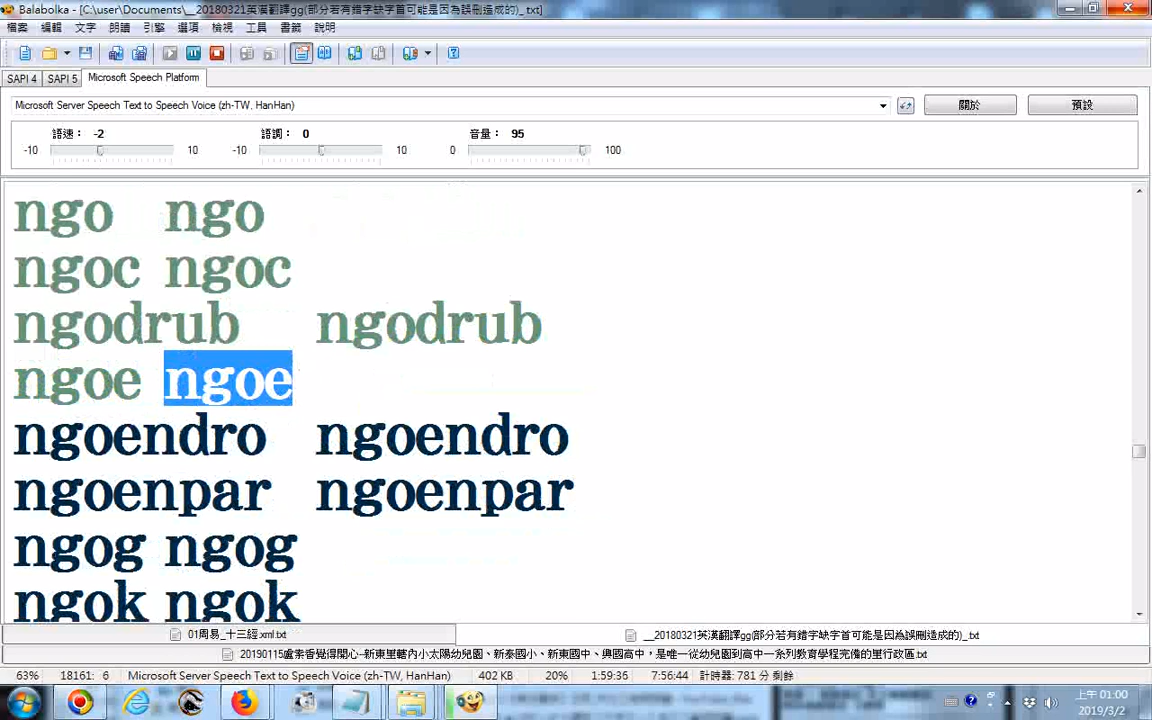 Balabolka - [C:\user\Documents\__20180321英漢翻譯gg(部分若有錯字缺字首可能是因為誤刪造成的)_.txt]
檔案 編輯 文字 朗讀 引擎 選項 檢視 工具 書籤 說明
SAPI 4 SAPI 5 Microsoft Speech Platform
Microsoft Server Speech Text to Speech Voice (zh-TW, HanHan) 關於 預設
語速： -2 語調： 0 音量： 95
-10 10 -10 10 0 100
ngo ngo
ngoc ngoc
ngodrub ngodrub
ngoe ngoe
ngoendro ngoendro
ngoenpar ngoenpar
ngog ngog
ngok ngok
01周易_十三經.xml.txt __20180321英漢翻譯gg(部分若有錯字缺字首可能是因為誤刪造成的)_.txt
20190115盧素香覺得開心-新東里轄內小太陽幼兒園、新泰國小、新東國中、興國高中，是唯一從幼兒園到高中一系列教育學程完備的里行政區.txt
63% 18161: 6 Microsoft Server Speech Text to Speech Voice (zh-TW, HanHan) 402 KB 20% 1:59:36 7:56:44 計時器: 781 分 剩餘
上午 01:00
2019/3/2